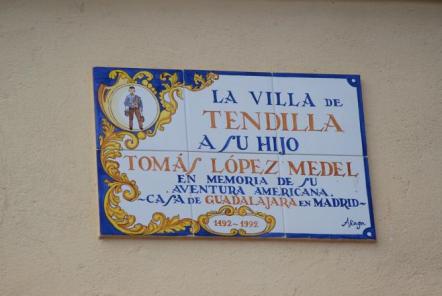 LA VILLA DE
TENDILLA
A SU HIJO
TOMÁS LÓPEZ MEDEL
EN MEMORIA DE SU
AVENTURA AMERICANA.
-CASA DE GUADALAJARA EN MADRID-
1492-1992